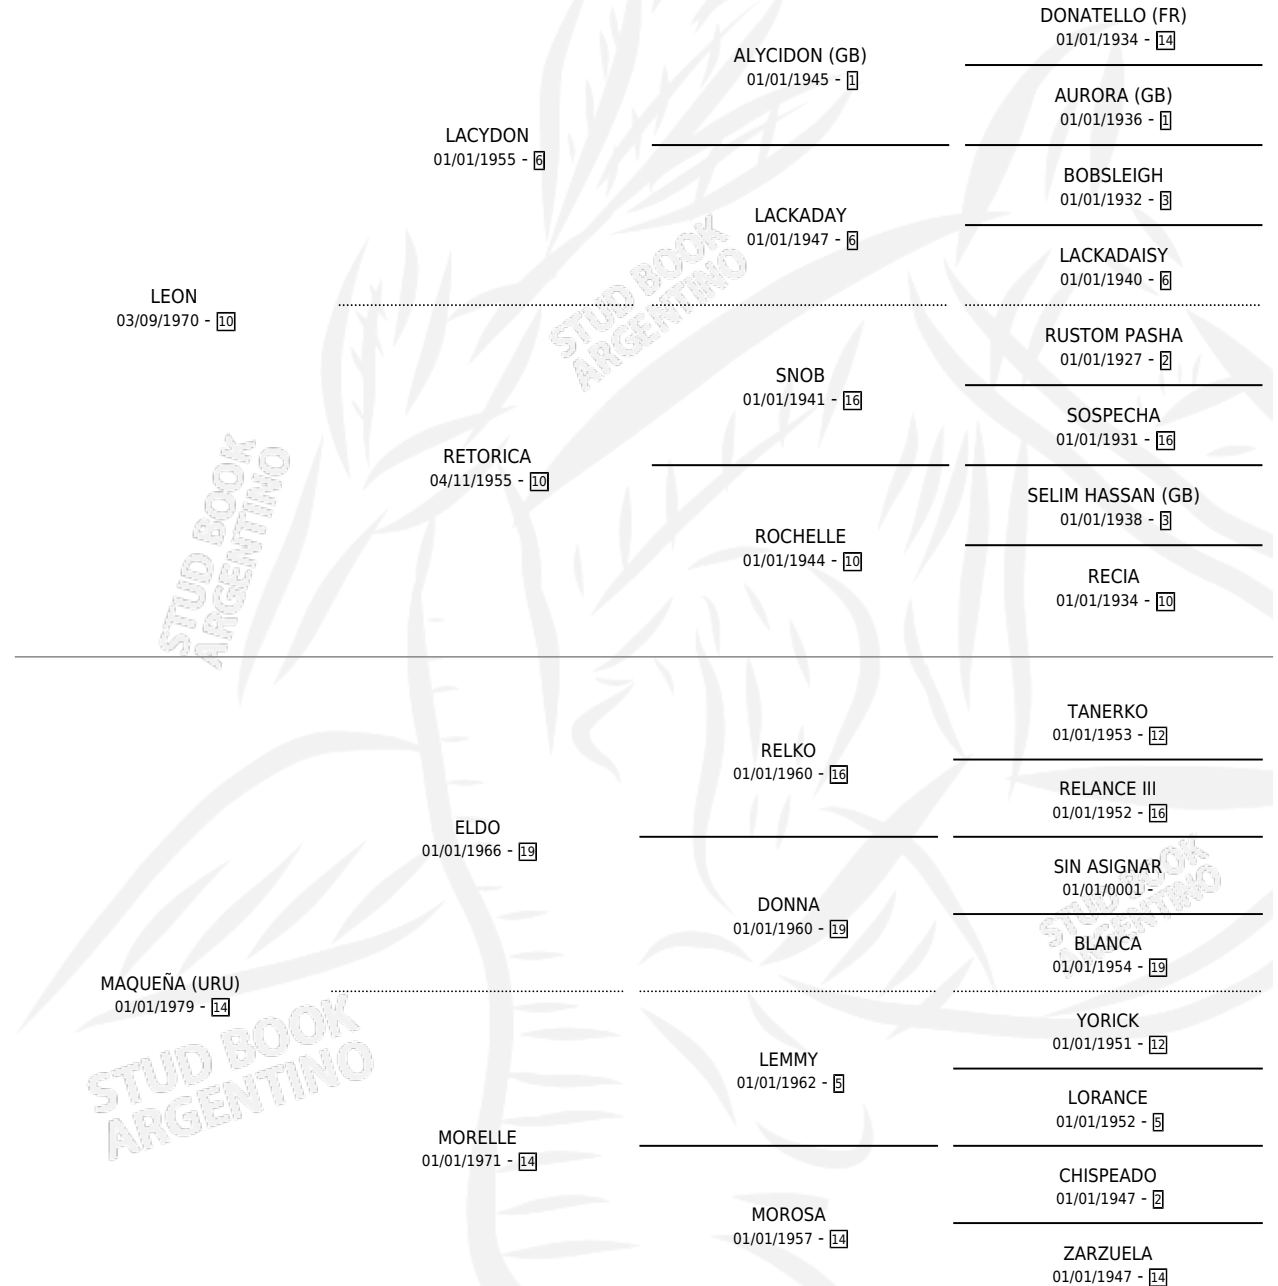 DONATELLO (FR)
01/01/1934 - 14
ALYCIDON (GB)
01/01/1945 - 1
AURORA (GB)
01/01/1936 - 1
LACYDON
01/01/1955 - 6
BOBSLEIGH
01/01/1932 - 3
LACKADAY
01/01/1947 - 6
LACKADAISY
01/01/1940 - 6
LEON
03/09/1970 - 10
RUSTOM PASHA
01/01/1927 - 2
SNOB
01/01/1941 - 16
SOSPECHA
01/01/1931 - 16
RETORICA
04/11/1955 - 10
SELIM HASSAN (GB)
01/01/1938 - 3
ROCHELLE
01/01/1944 - 10
RECIA
01/01/1934 - 10
STUD BOOK
ARGENTINO
STUD BOOK
ARGENTINO
TANERKO
01/01/1953 - 12
RELKO
01/01/1960 - 16
RELANCE III
01/01/1952 - 16
ELDO
01/01/1966 - 19
SIN ASIGNAR
01/01/0001 -
DONNA
01/01/1960 - 19
BLANCA
01/01/1954 - 19
MAQUEÑA (URU)
01/01/1979 - 14
YORICK
01/01/1951 - 12
LEMMY
01/01/1962 - 5
LORANCE
01/01/1952 - 5
MORELLE
01/01/1971 - 14
CHISPEADO
01/01/1947 - 2
MOROSA
01/01/1957 - 14
ZARZUELA
01/01/1947 - 14
STUD BOOK
ARGENTINO
STUD BOOK
ARGENTINO